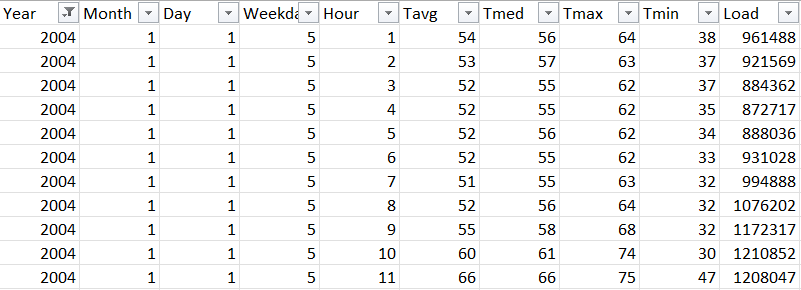 Year Month Day Weekda Hour Tavg Tmed Tmax Tmin Load
2004 1 1 5 1 54 56 64 38 961488
2004 1 1 5 2 53 57 63 37 921569
2004 1 1 5 3 52 55 62 37 884362
2004 1 1 5 4 52 55 62 35 872717
2004 1 1 5 5 52 56 62 34 888036
2004 1 1 5 6 52 55 62 33 931028
2004 1 1 5 7 51 55 63 32 994888
2004 1 1 5 8 52 56 64 32 1076202
2004 1 1 5 9 55 58 68 32 1172317
2004 1 1 5 10 60 61 74 30 1210852
2004 1 1 5 11 66 66 75 47 1208047